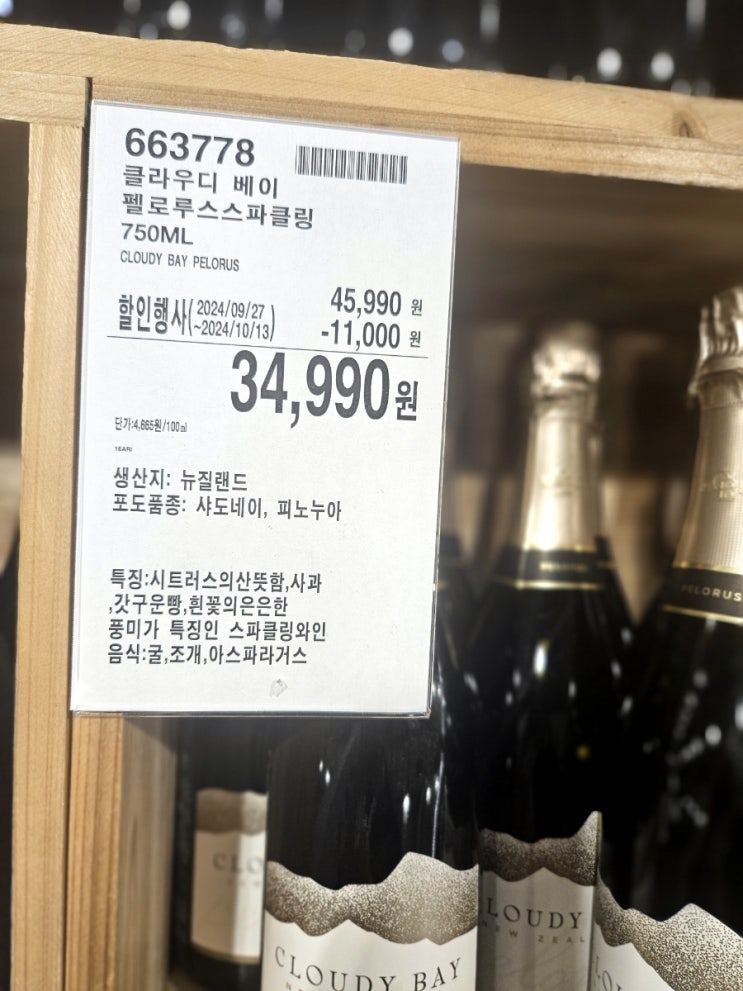 663778
클라우디 베이
펠로루스스파클링
750ML
CLOUDY BAY PELORUS
45,990 원
할인행사(2024/09/27
~2024/10/13)
-11,000 원
34,990원
단가:4,665원/100㎖
생산지: 뉴질랜드
포도품종: 샤도네이, 피노누아
특징:시트러스의산뜻함,사과
,갓구운빵,흰꽃의은은한
풍미가 특징인 스파클링와인
음식:굴,조개,아스파라거스
PELORUS
CLO
CLOUDY BAY
LOUDY
NEW ZEAL
LO